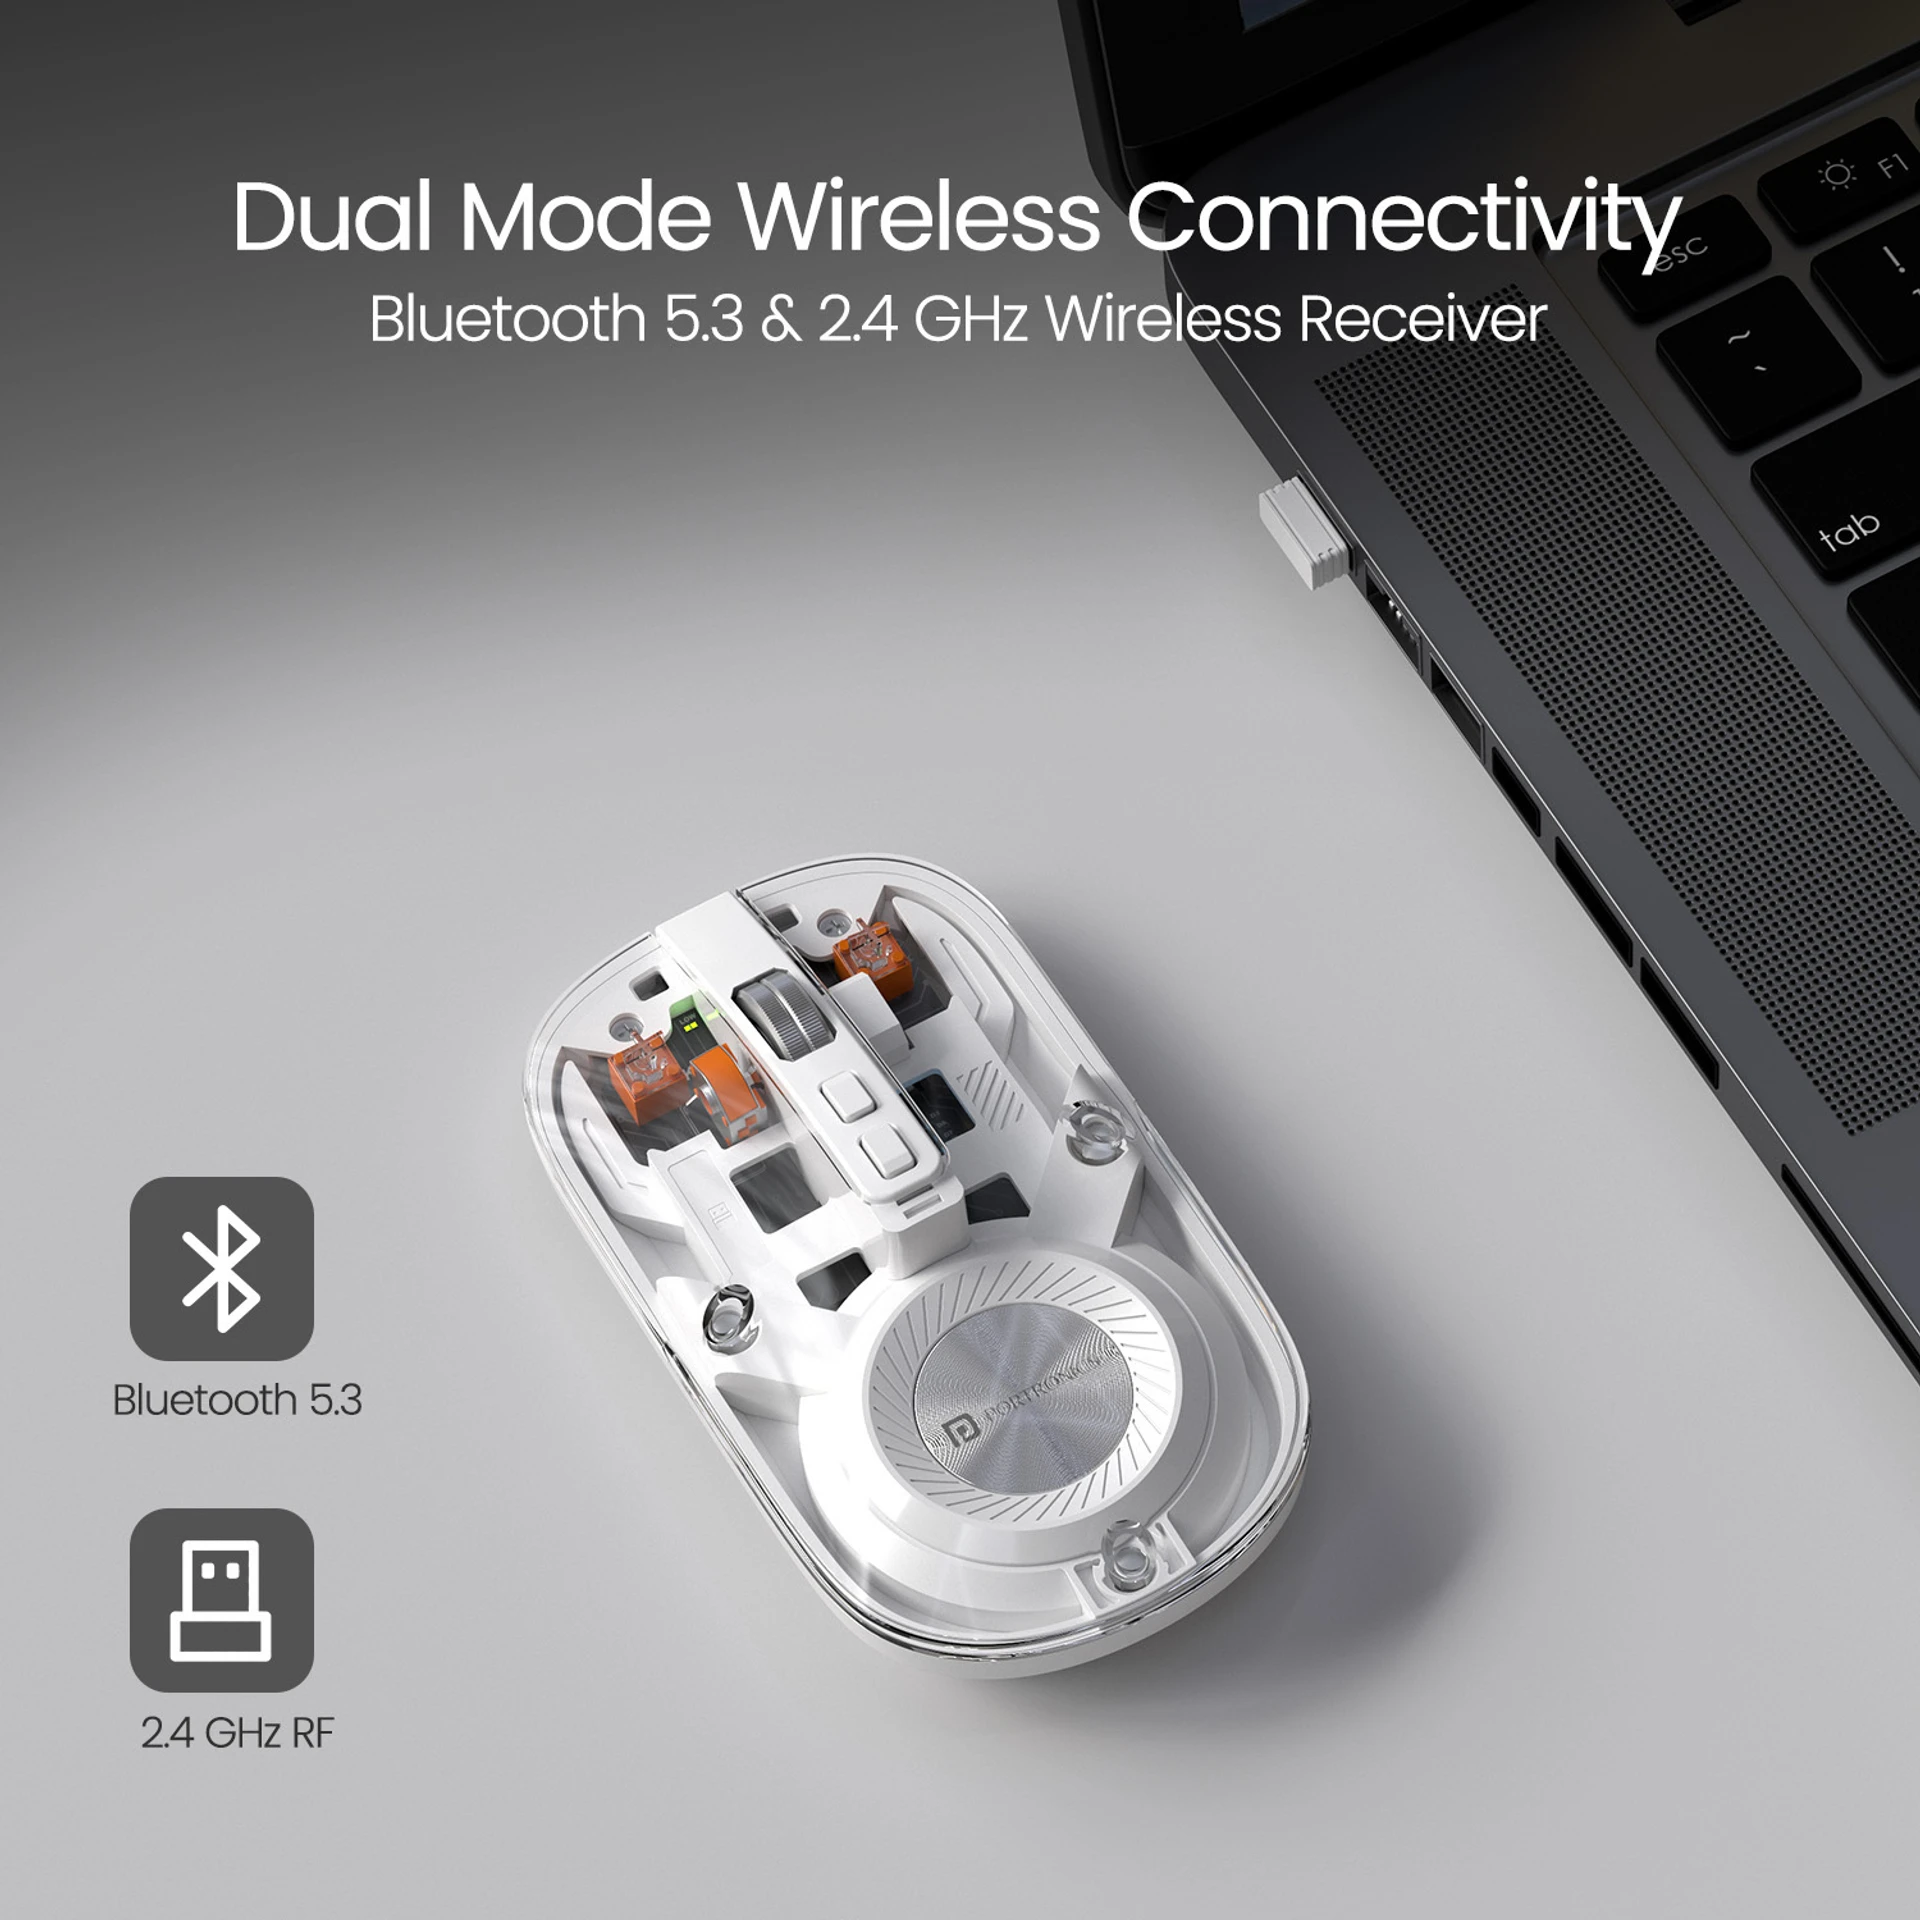 Dual Mode Wireless Connectivity
Bluetooth 5.3 & 2.4 GHz Wireless Receiver
F1
esc
!
~
`
tab
LOW
PORTRONICS
Bluetooth 5.3
2.4 GHz RF